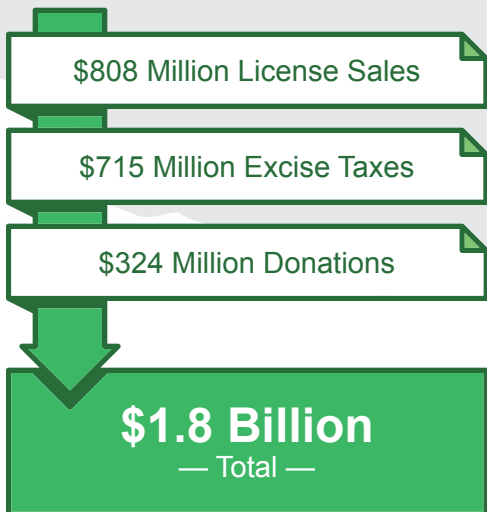 $808 Million License Sales
$715 Million Excise Taxes
$324 Million Donations
$1.8 Billion
— Total —